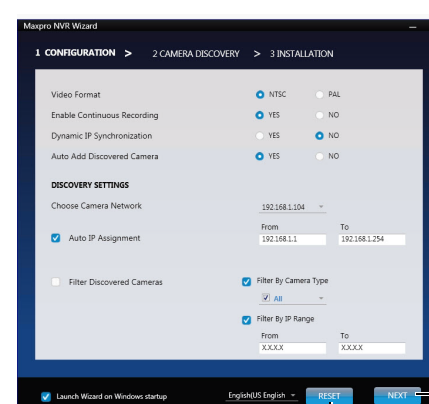 Maxpro NVR Wizard
1 CONFIGURATION > 2 CAMERA DISCOVERY > 3 INSTALLATION
Video Format NTSC PAL
Enable Continuous Recording YES NO
Dynamic IP Synchronization YES NO
Auto Add Discovered Camera YES NO
DISCOVERY SETTINGS
Choose Camera Network 192.168.1.104
From To
Auto IP Assignment 192.168.1.1 192.168.1.254
Filter Discovered Cameras Filter By Camera Type
All
Filter By IP Range
From To
X.X.X.X X.X.X.X
Launch Wizard on Windows startup English(US English RESET NEXT